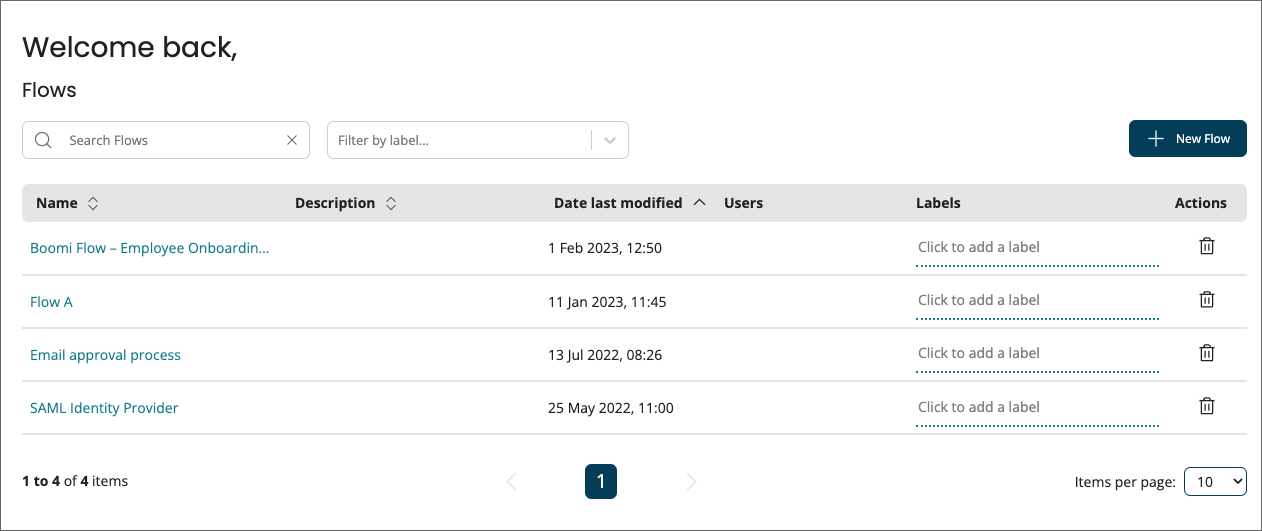 Welcome back,
Flows
Search Flows
Filter by label...
New Flow
Name Description Date last modified Users Labels Actions
Boomi Flow – Employee Onboardin... 1 Feb 2023, 12:50 Click to add a label
Flow A 11 Jan 2023, 11:45 Click to add a label
Email approval process 13 Jul 2022, 08:26 Click to add a label
SAML Identity Provider 25 May 2022, 11:00 Click to add a label
1 to 4 of 4 items 1 Items per page: 10